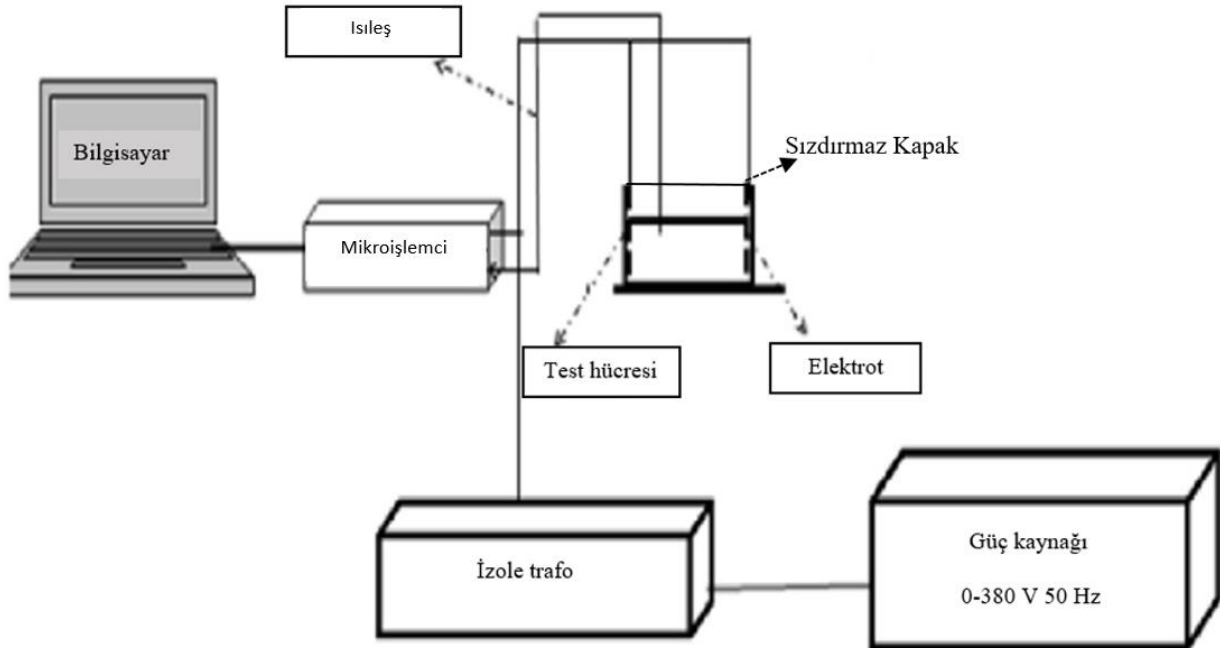 Isıleş
Bilgisayar
Sızdırmaz Kapak
Mikroişlemci
Test hücresi
Elektrot
İzole trafo
Güç kaynağı
0-380 V 50 Hz